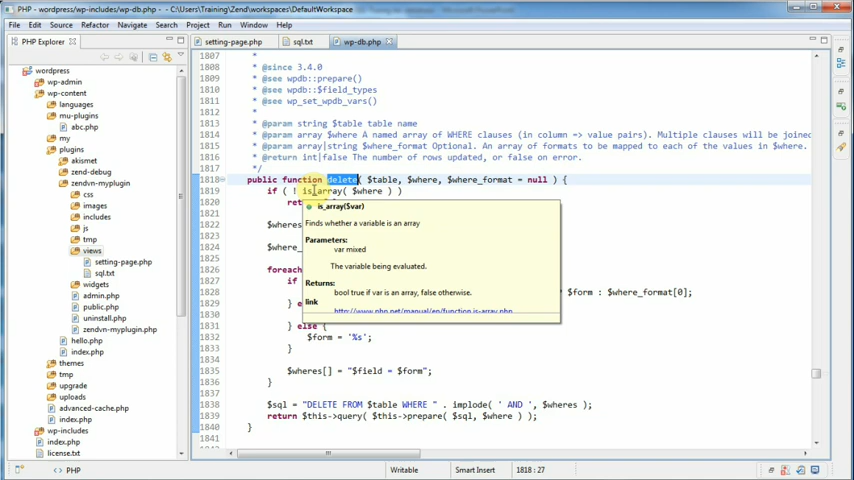 PHP - wordpress/wp-includes/wp-db.php
C:\Users\Training\Zend\workspaces\DefaultWorkspace
File Edit Source Refactor Navigate Search Project Run Window Help
PHP Explorer
setting-page.php
sql.txt
wp-db.php
wordpress
wp-admin
wp-content
languages
mu-plugins
abc.php
my
plugins
akismet
zend-debug
zendvn-myplugin
css
images
includes
js
tmp
views
setting-page.php
sql.txt
widgets
admin.php
public.php
uninstall.php
zendvn-myplugin.php
hello.php
index.php
themes
tmp
upgrade
uploads
advanced-cache.php
index.php
wp-includes
index.php
license.txt
1807 *
1808 * @since 3.4.0
1809 * @see wpdb::prepare()
1810 * @see wpdb::$field_types
1811 * @see wp_set_wpdb_vars()
1812 *
1813 * @param string $table table name
1814 * @param array $where A named array of WHERE clauses (in column => value pairs). Multiple clauses will be joined
1815 * @param array|string $where_format Optional. An array of formats to be mapped to each of the values in $where.
1816 * @return int|false The number of rows updated, or false on error.
1817 */
1818 public function delete( $table, $where, $where_format = null ) {
1819 if ( ! is_array( $where ) )
1820 ret
1821
1822 $wheres
1823
1824 $where_
1825
1826 foreach
1827 if
1828 ? $form : $where_format[0];
1829 } e
1830
1831 } else {
1832 $form = '%s';
1833 }
1834
1835 $wheres[] = "$field = $form";
1836 }
1837
1838 $sql = "DELETE FROM $table WHERE " . implode( ' AND ', $wheres );
1839 return $this->query( $this->prepare( $sql, $where ) );
1840 }
1841
is_array($var)
Finds whether a variable is an array
Parameters:
var mixed
The variable being evaluated.
Returns:
bool true if var is an array, false otherwise.
link
http://www.php.net/manual/en/function.is-array.php
PHP
Writable
Smart Insert
1818 : 27